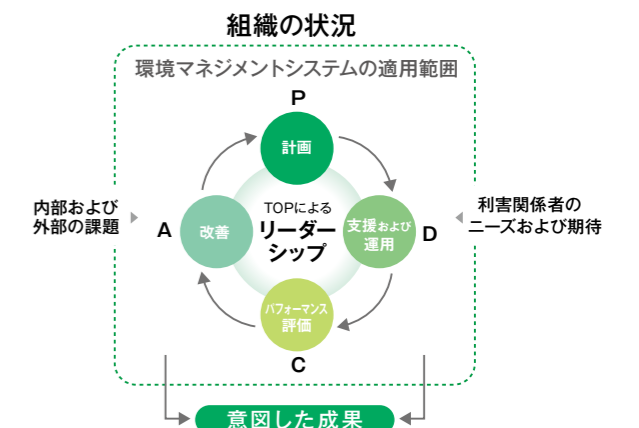 組織の状況
環境マネジメントシステムの適用範囲
P
計画
内部および
外部の課題
A
改善
TOPによる
リーダー
シップ
支援および
運用
D
利害関係者の
ニーズおよび期待
パフォーマンス
評価
C
意図した成果